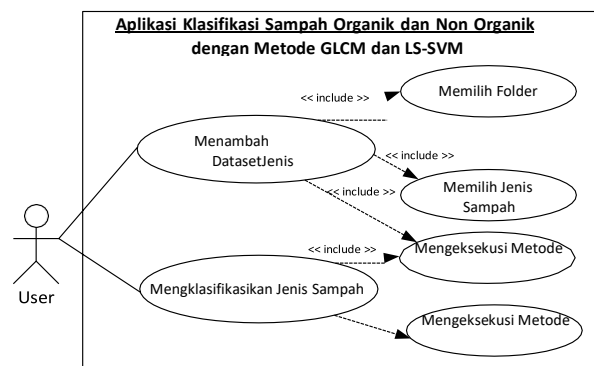 Aplikasi Klasifikasi Sampah Organik dan Non Organik
dengan Metode GLCM dan LS-SVM
<< include >>
Memilih Folder
Menambah
DatasetJenis
<< include >>
Memilih Jenis
Sampah
<< include >>
<< include >>
Mengeksekusi Metode
User
Mengklasifikasikan Jenis Sampah
Mengeksekusi Metode